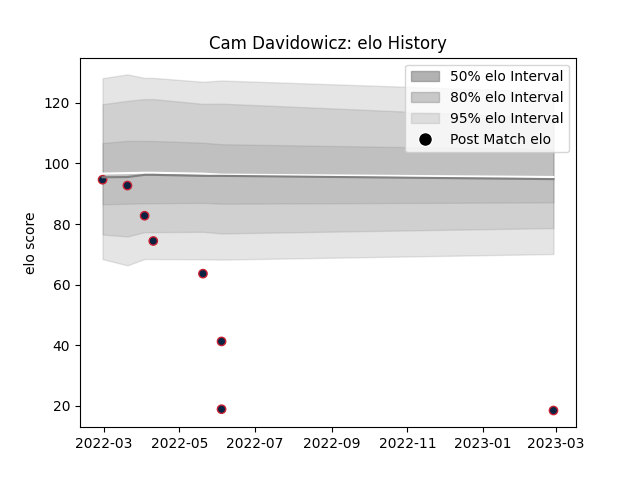 Cam Davidowicz: elo History
50% elo Interval
80% elo Interval
95% elo Interval
Post Match elo
elo score
120
100
80
60
40
20
2022-03 2022-05 2022-07 2022-09 2022-11 2023-01 2023-03